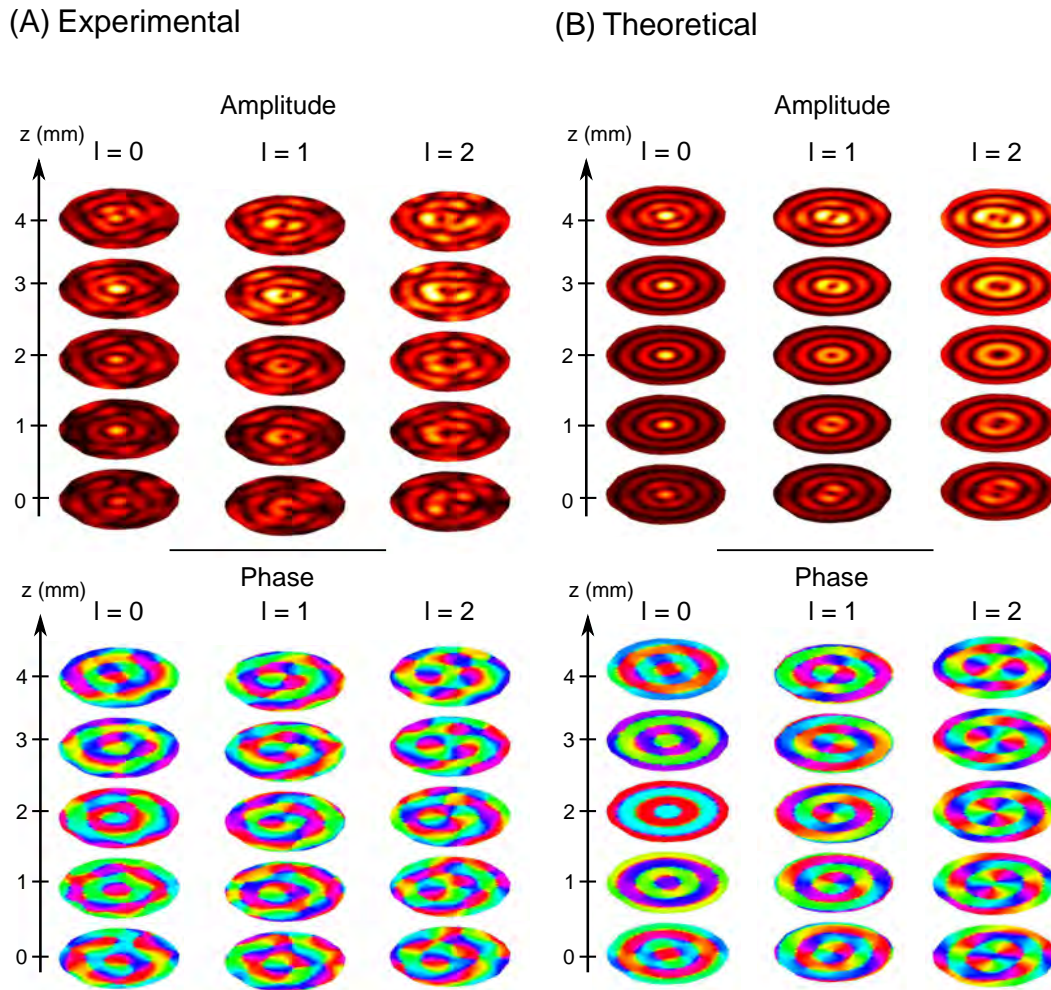 (A) Experimental
Amplitude
z (mm)
l = 0
l = 1
l = 2
4
3
2
1
0
Phase
z (mm)
l = 0
l = 1
l = 2
4
3
2
1
0
(B) Theoretical
Amplitude
z (mm)
l = 0
l = 1
l = 2
4
3
2
1
0
Phase
z (mm)
l = 0
l = 1
l = 2
4
3
2
1
0